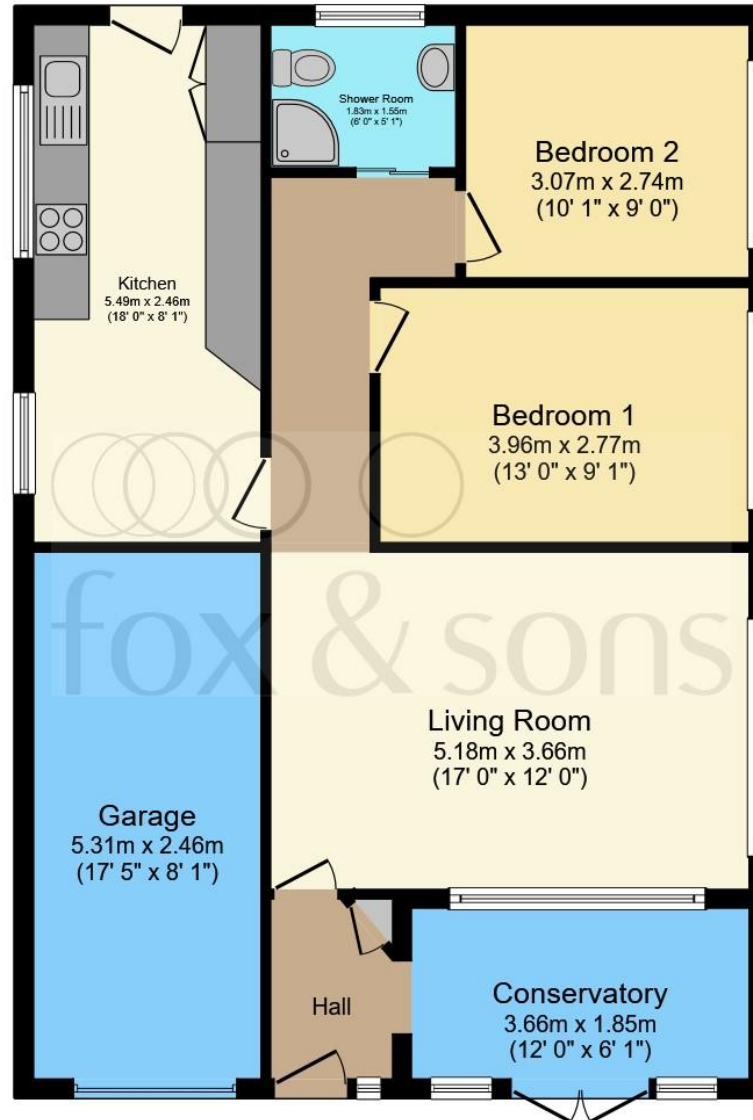 Shower Room
1.83m x 1.55m
(6' 0" x 5' 1")
Bedroom 2
3.07m x 2.74m
(10' 1" x 9' 0")
Kitchen
5.49m x 2.46m
(18' 0" x 8' 1")
Bedroom 1
3.96m x 2.77m
(13' 0" x 9' 1")
fox & sons
Living Room
5.18m x 3.66m
(17' 0" x 12' 0")
Garage
5.31m x 2.46m
(17' 5" x 8' 1")
Hall
Conservatory
3.66m x 1.85m
(12' 0" x 6' 1")